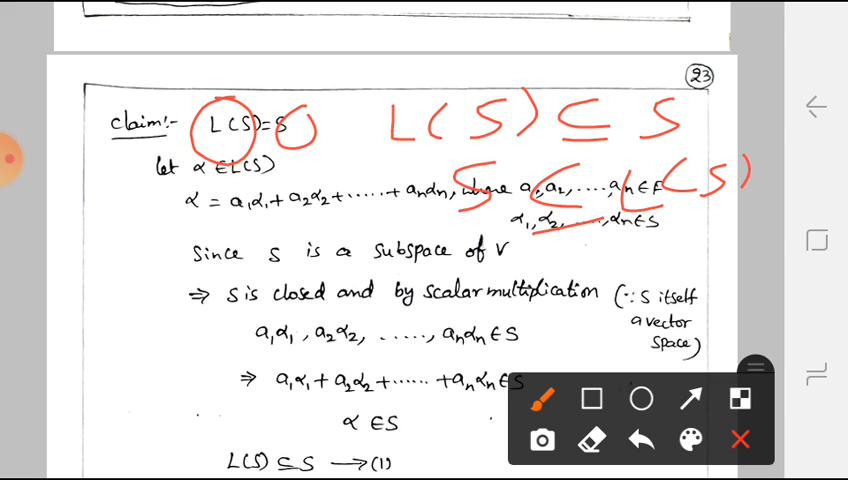 23
Claim:- L(S)=S
L(S) ⊆ S
let α ∈ L(S)
S ⊆ L(S)
α = a₁α₁ + a₂α₂ + ...... + aₙαₙ, where a₁, a₂, ....., aₙ ∈ F
α₁, α₂, ......, αₙ ∈ S
Since S is a subspace of V
⇒ S is closed and by scalar multiplication (∵ S itself
a vector
space)
a₁α₁, a₂α₂, ......, aₙαₙ ∈ S
⇒ a₁α₁ + a₂α₂ + ...... + aₙαₙ ∈ S
α ∈ S
L(S) ⊆ S → (1)